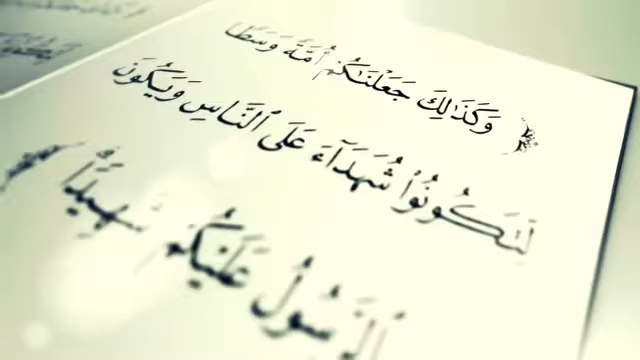 ﴿ وَكَذَٰلِكَ جَعَلْنَٰكُمْ أُمَّةً وَسَطًا
لِّتَكُونُوا۟ شُهَدَآءَ عَلَى ٱلنَّاسِ وَيَكُونَ
ٱلرَّسُولُ عَلَيْكُمْ شَهِيدًا ﴾